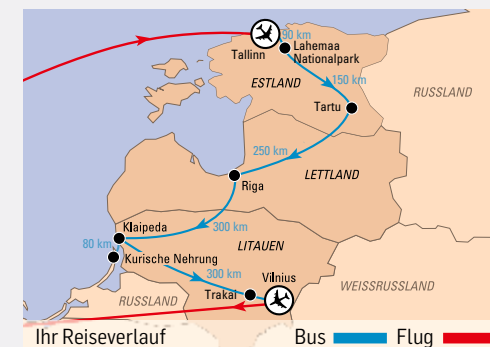 90 km
Tallinn
Lahemaa
Nationalpark
ESTLAND
150 km
RUSSLAND
Tartu
250 km
LETTLAND
Riga
Klaipeda
300 km
80 km
LITAUEN
Kurische Nehrung
300 km
Vilnius
WEISSRUSSLAND
Trakai
RUSSLAND
Ihr Reiseverlauf
Bus
Flug